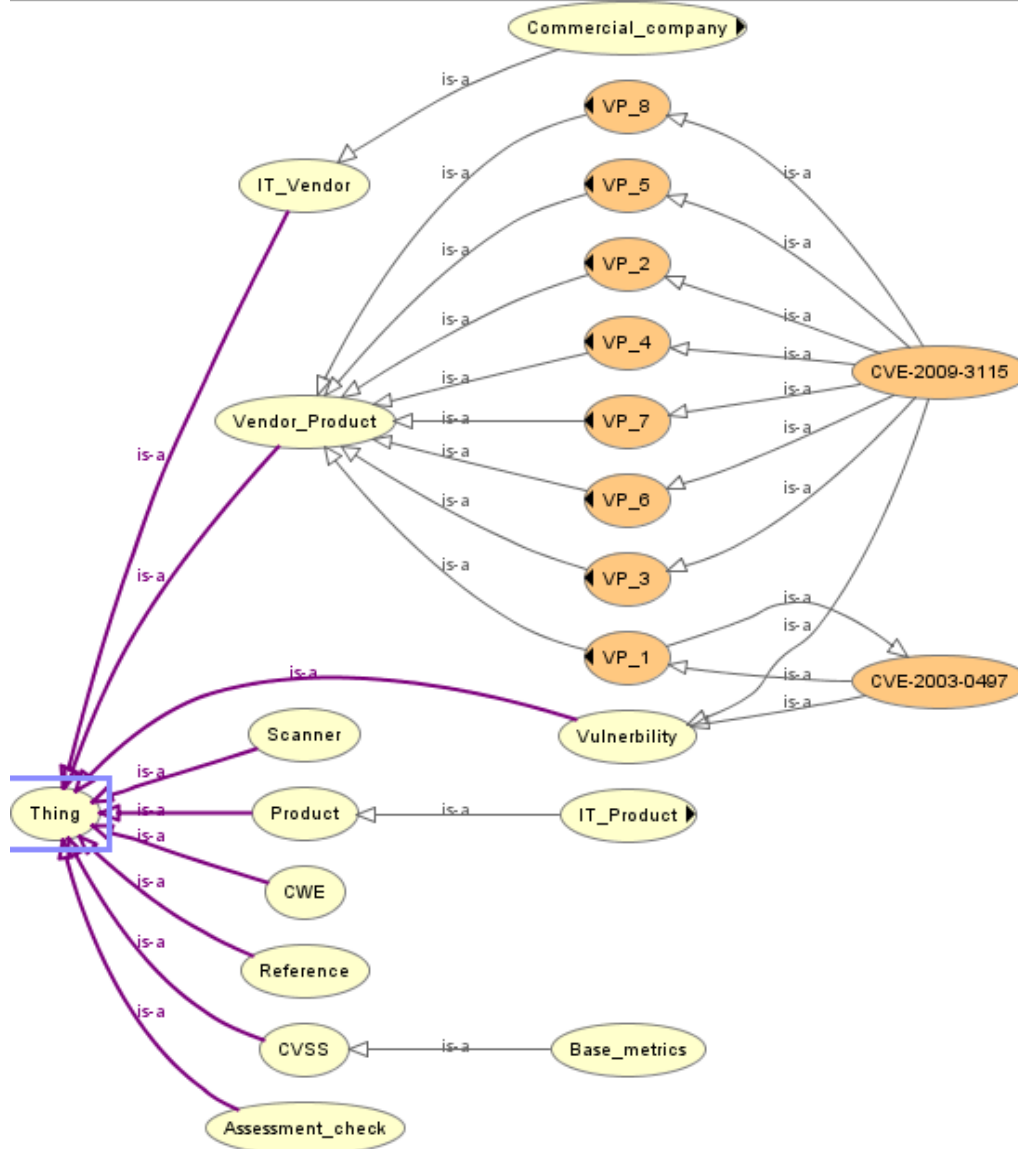 Commercial_company
is-a
VP_8
IT_Vendor
is-a
VP_5
is-a
is-a
is-a
VP_2
is-a
is-a
is-a
VP_4
is-a
is-a
CVE-2009-3115
is-a
is-a
Vendor_Product
is-a
VP_7
is-a
is-a
is-a
is-a
VP_6
is-a
is-a
is-a
is-a
VP_3
is-a
is-a
VP_1
is-a
CVE-2003-0497
is-a
is-a
Scanner
Vulnerbility
is-a
Thing
is-a
Product
is-a
IT_Product
is-a
CWE
is-a
Reference
is-a
CVSS
is-a
Base_metrics
is-a
Assessment_check